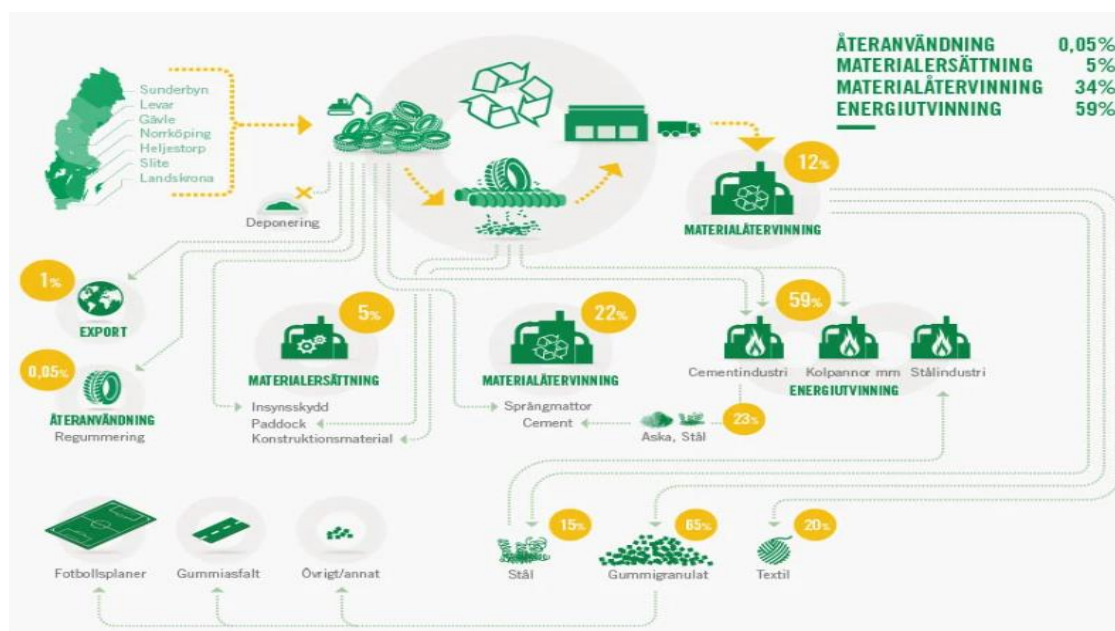 ÅTERANVÄNDNING 0,05%
MATERIALERSÄTTNING 5%
MATERIALÅTERVINNING 34%
ENERGIUTVINNING 59%
Sunderbyn
Levar
Gävle
Norrköping
Heljestorp
Slite
Landskrona
Deponering
12%
MATERIALÅTERVINNING
1%
EXPORT
5%
MATERIALERSÄTTNING
Insynsskydd
Paddock
Konstruktionsmaterial
22%
MATERIALÅTERVINNING
Sprängmattor
Cement
59%
Cementindustri
Kolpannor mm
Stålindustri
ENERGIUTVINNING
23%
Aska, Stål
0,05%
ÅTERANVÄNDNING
Regummering
Fotbollsplaner
Gummiasfalt
Övrigt/annat
15%
Stål
65%
Gummigranulat
20%
Textil